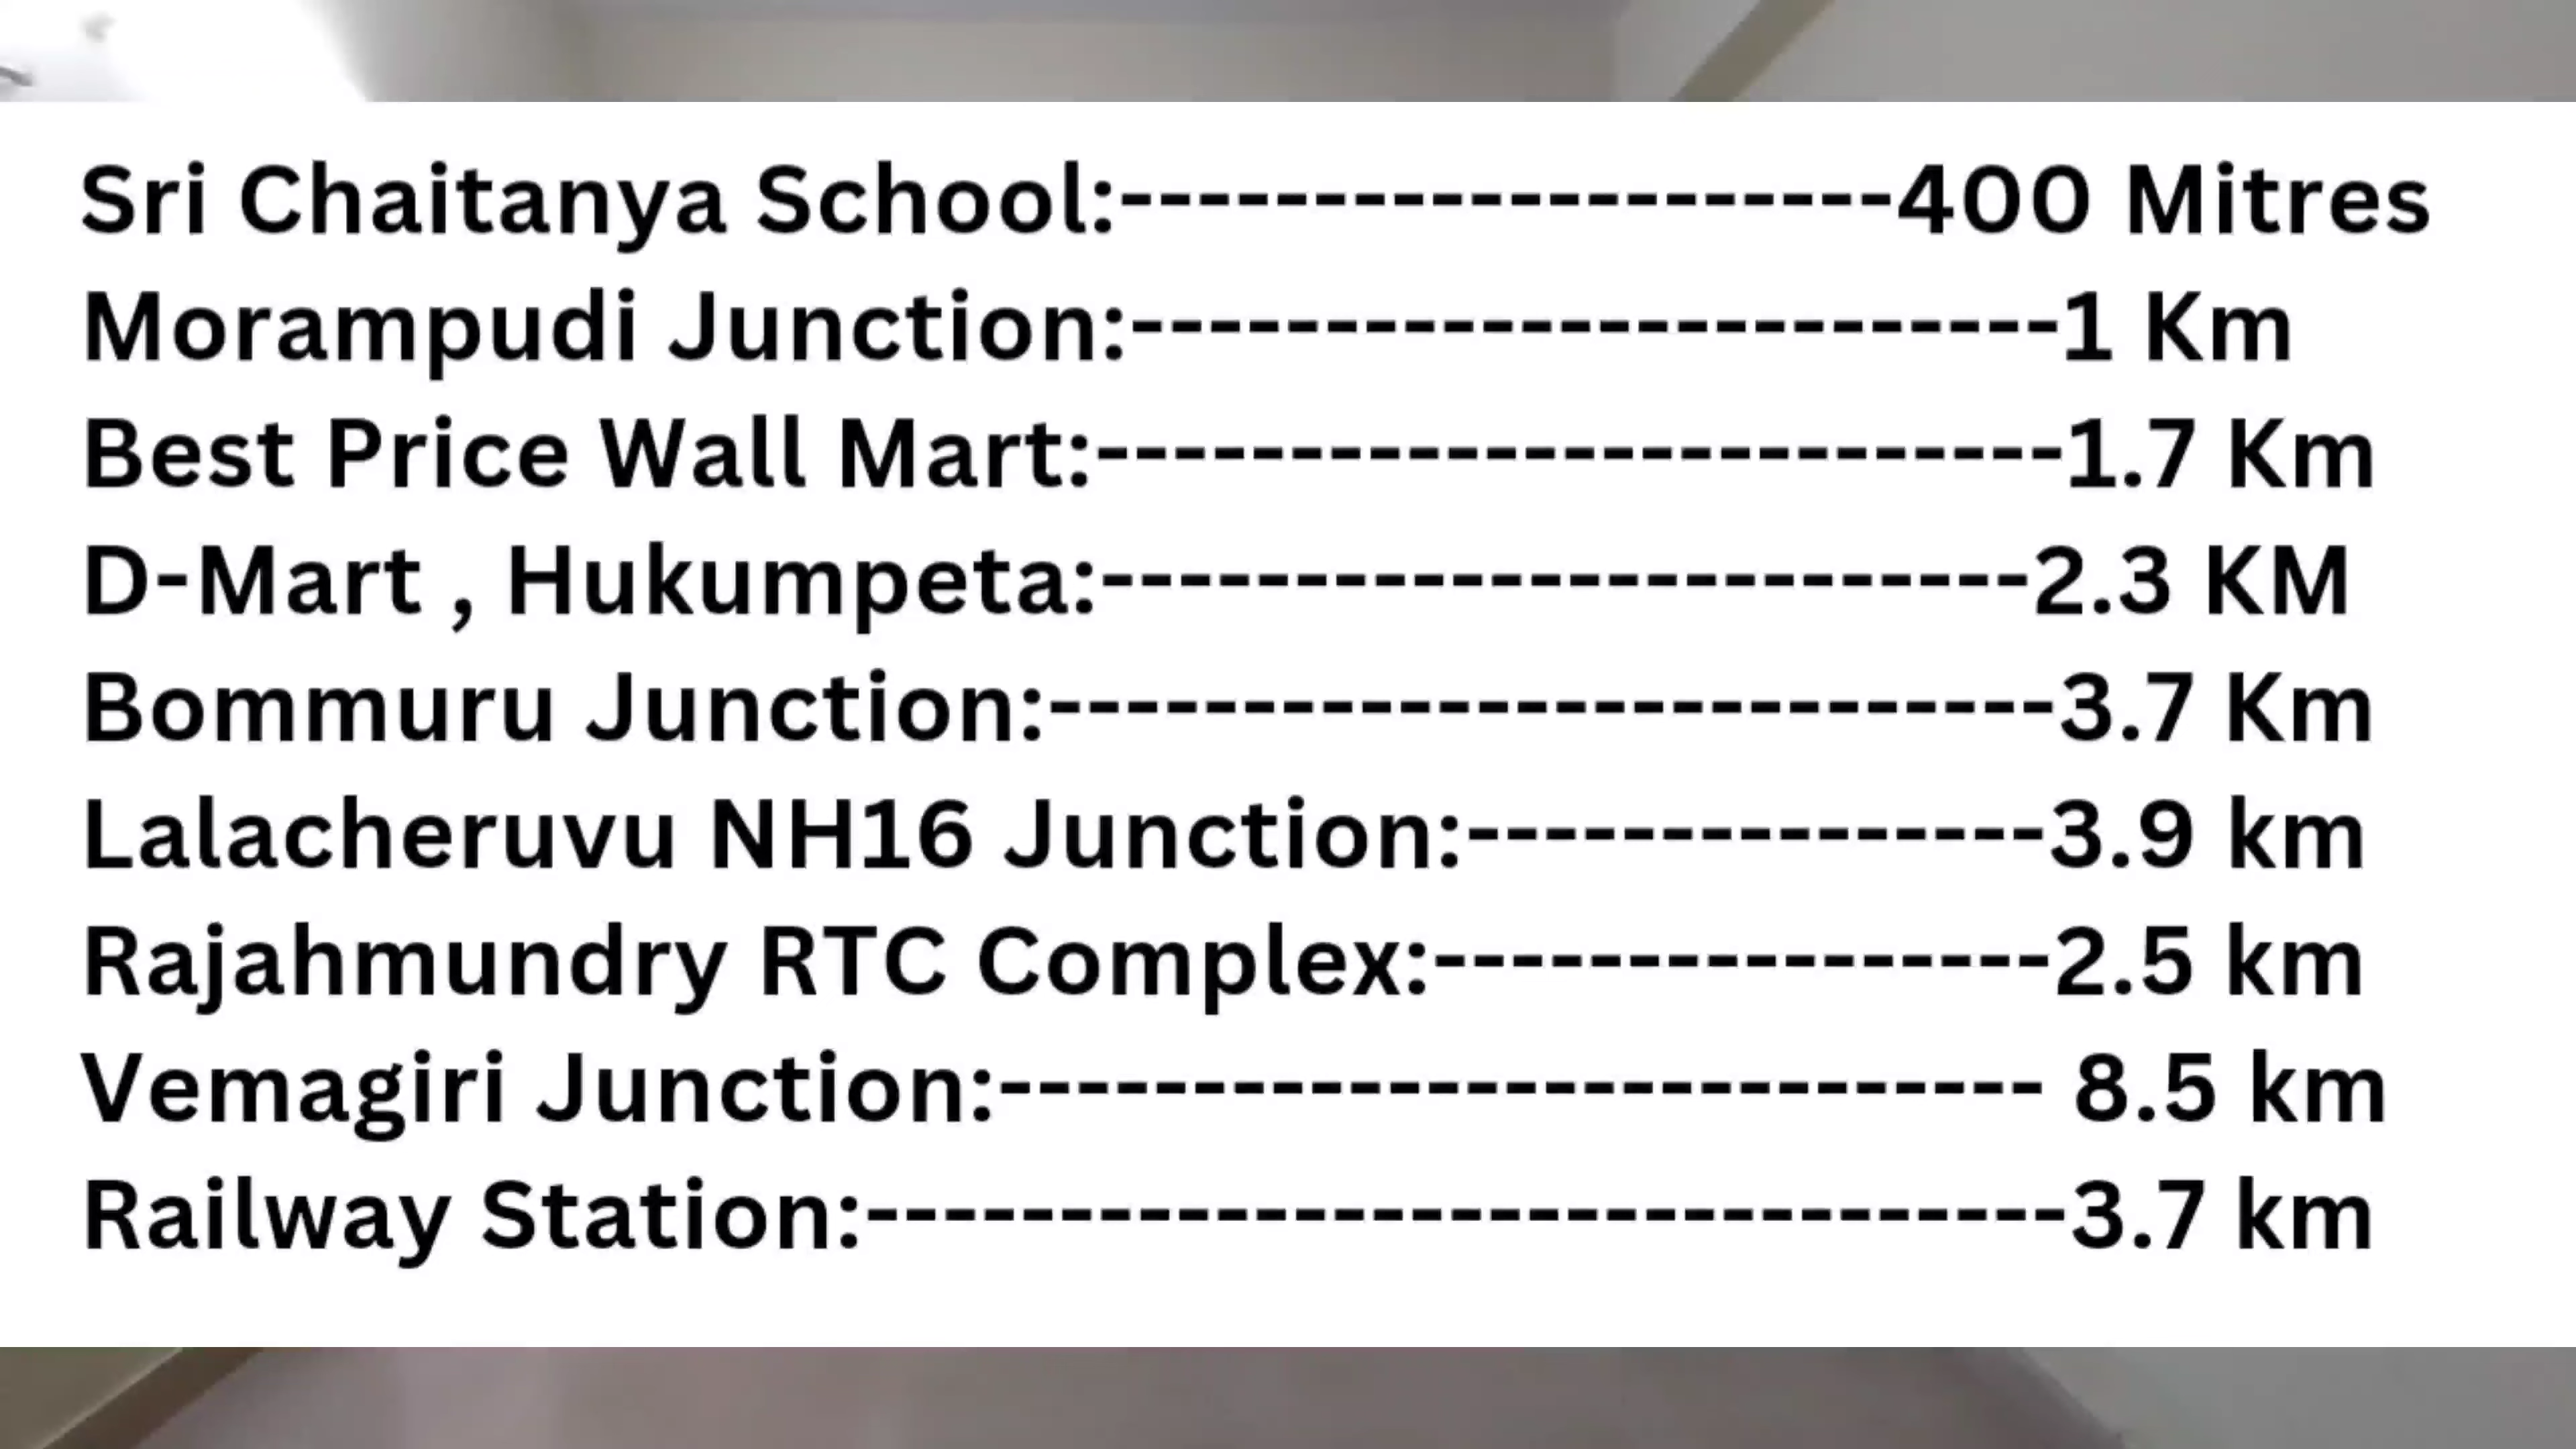 Sri Chaitanya School:--------------------400 Mitres
Morampudi Junction:------------------------1 Km
Best Price Wall Mart:-------------------------1.7 Km
D-Mart , Hukumpeta:------------------------2.3 KM
Bommuru Junction:--------------------------3.7 Km
Lalacheruvu NH16 Junction:---------------3.9 km
Rajahmundry RTC Complex:----------------2.5 km
Vemagiri Junction:--------------------------- 8.5 km
Railway Station:-------------------------------3.7 km